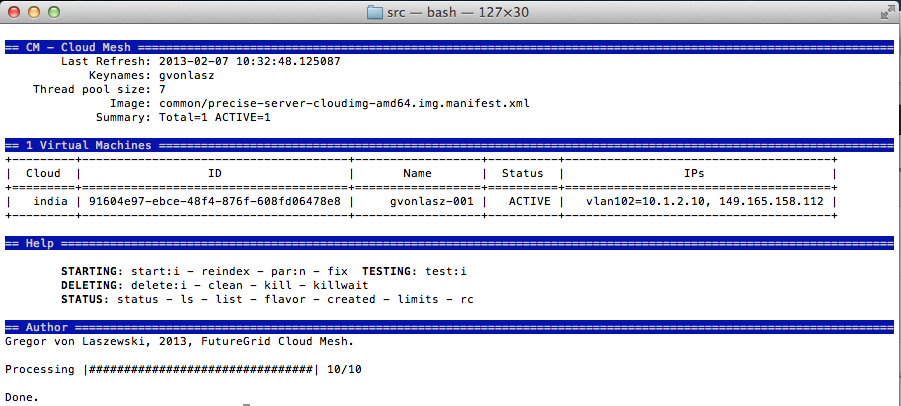 src — bash — 127×30
== CM – Cloud Mesh ============================================================================================================
Last Refresh: 2013-02-07 10:32:48.125087
Keynames: gvonlasz
Thread pool size: 7
Image: common/precise-server-cloudimg-amd64.img.manifest.xml
Summary: Total=1 ACTIVE=1
== 1 Virtual Machines =========================================================================================================
+---------+--------------------------------------+------------------+----------+--------------------------------------+
| Cloud | ID | Name | Status | IPs |
+=========+======================================+==================+==========+======================================+
| india | 91604e97-ebce-48f4-876f-608fd06478e8 | gvonlasz-001 | ACTIVE | vlan102=10.1.2.10, 149.165.158.112 |
+---------+--------------------------------------+------------------+----------+--------------------------------------+
== Help =======================================================================================================================
STARTING: start:i – reindex – par:n – fix TESTING: test:i
DELETING: delete:i – clean – kill – killwait
STATUS: status – ls – list – flavor – created – limits – rc
== Author =====================================================================================================================
Gregor von Laszewski, 2013, FutureGrid Cloud Mesh.
Processing |################################| 10/10
Done.